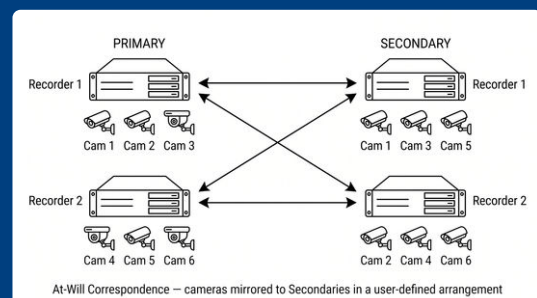 PRIMARY
SECONDARY
Recorder 1
Recorder 1
Cam 1 Cam 2 Cam 3
Cam 1 Cam 3 Cam 5
Recorder 2
Recorder 2
Cam 4 Cam 5 Cam 6
Cam 2 Cam 4 Cam 6
At-Will Correspondence – cameras mirrored to Secondaries in a user-defined arrangement